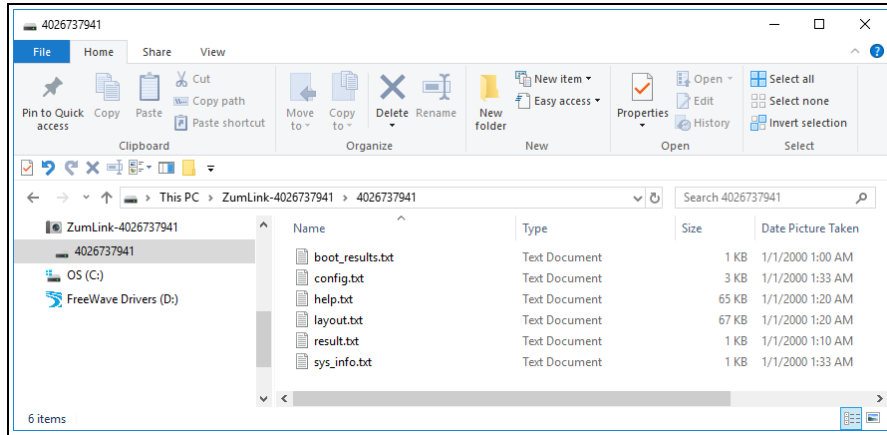 4026737941
File Home Share View
Pin to Quick access
Copy
Paste
Cut
Copy path
Paste shortcut
Clipboard
Move to
Copy to
Delete
Rename
Organize
New folder
New item
Easy access
New
Properties
Open
Edit
History
Open
Select all
Select none
Invert selection
Select
This PC > ZumLink-4026737941 > 4026737941
Search 4026737941
ZumLink-4026737941
4026737941
OS (C:)
FreeWave Drivers (D:)
Name Type Size Date Picture Taken
boot_results.txt Text Document 1 KB 1/1/2000 1:00 AM
config.txt Text Document 3 KB 1/1/2000 1:33 AM
help.txt Text Document 65 KB 1/1/2000 1:20 AM
layout.txt Text Document 67 KB 1/1/2000 1:20 AM
result.txt Text Document 1 KB 1/1/2000 1:10 AM
sys_info.txt Text Document 1 KB 1/1/2000 1:33 AM
6 items